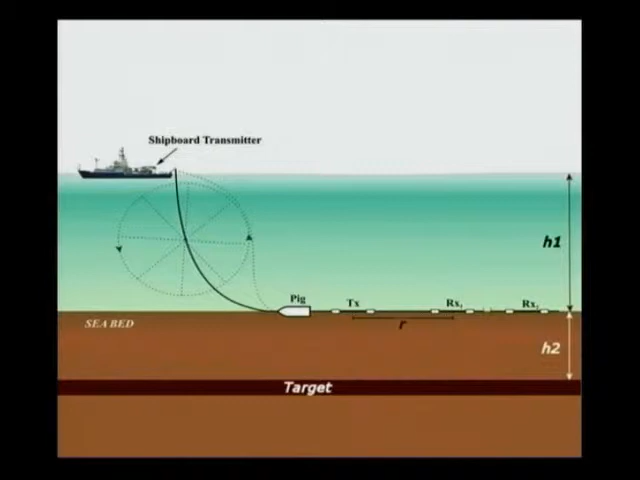 Shipboard Transmitter
h1
Pig
Tx
Rx₁
Rx₂
r
SEA BED
h2
Target